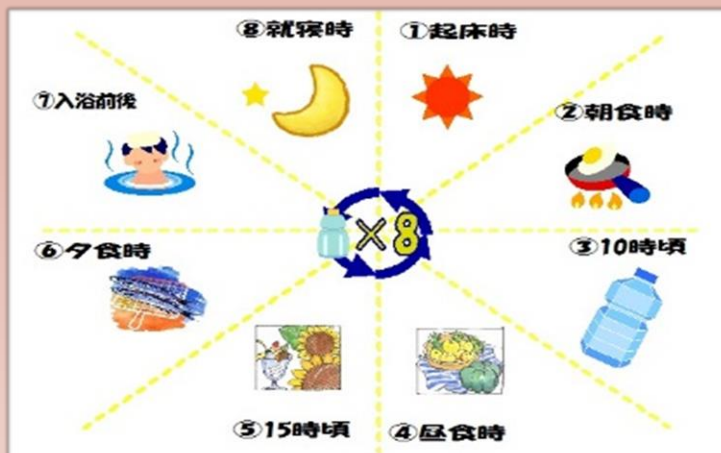 ①起床時
②朝食時
③10時頃
④昼食時
⑤15時頃
⑥夕食時
⑦入浴前後
⑧就寝時
×8